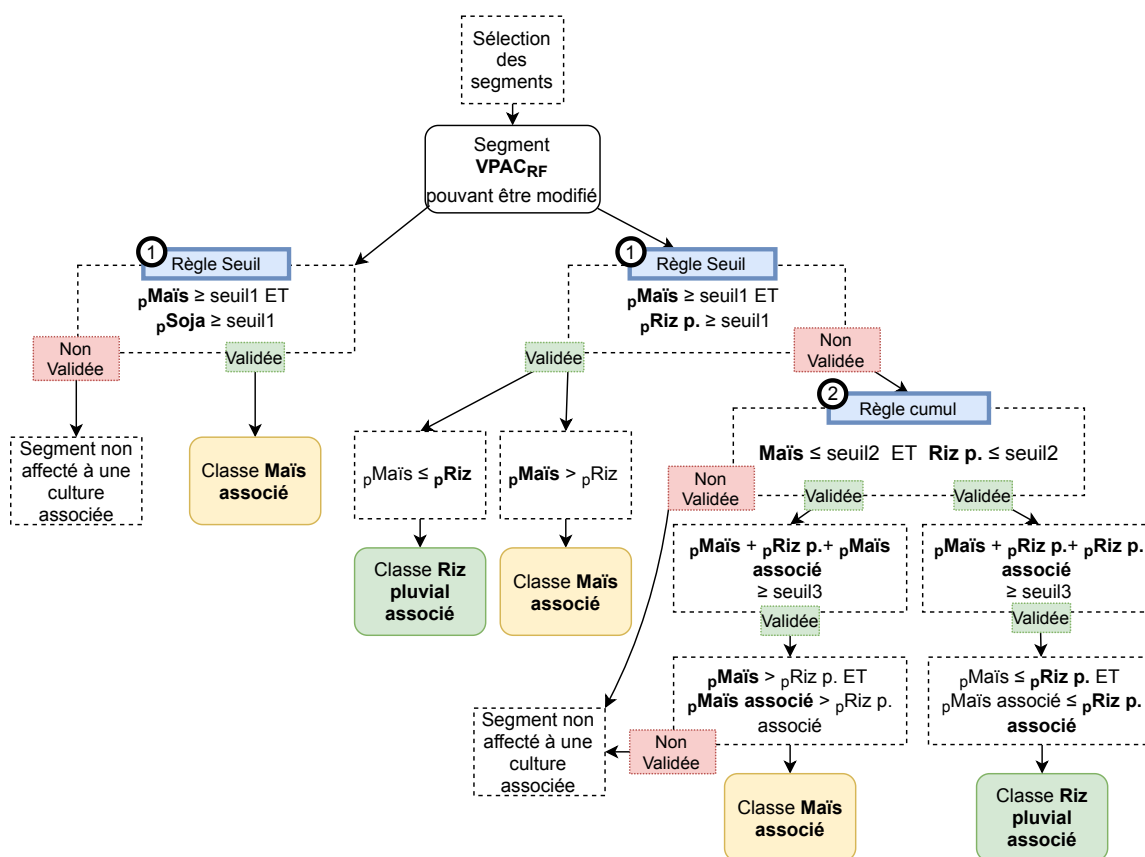 Sélection
des
segments
Segment
VPACRF
pouvant être modifié
1
Règle Seuil
pMaïs ≥ seuil1 ET
pSoja ≥ seuil1
Non
Validée
Validée
Segment non
affecté à une
culture
associée
Classe Maïs
associé
1
Règle Seuil
pMaïs ≥ seuil1 ET
pRiz p. ≥ seuil1
Validée
Non
Validée
pMaïs ≤ pRiz
pMaïs > pRiz
Classe Riz
pluvial
associé
Classe Maïs
associé
2
Règle cumul
Maïs ≤ seuil2 ET Riz p. ≤ seuil2
Non
Validée
Validée
Validée
pMaïs + pRiz p.+ pMaïs
associé
≥ seuil3
Validée
pMaïs + pRiz p.+ pRiz p.
associé
≥ seuil3
Validée
pMaïs > pRiz p. ET
pMaïs associé > pRiz p.
associé
pMaïs ≤ pRiz p. ET
pMaïs associé ≤ pRiz p.
associé
Non
Validée
Segment non
affecté à une
culture
associée
Classe Maïs
associé
Classe Riz
pluvial
associé